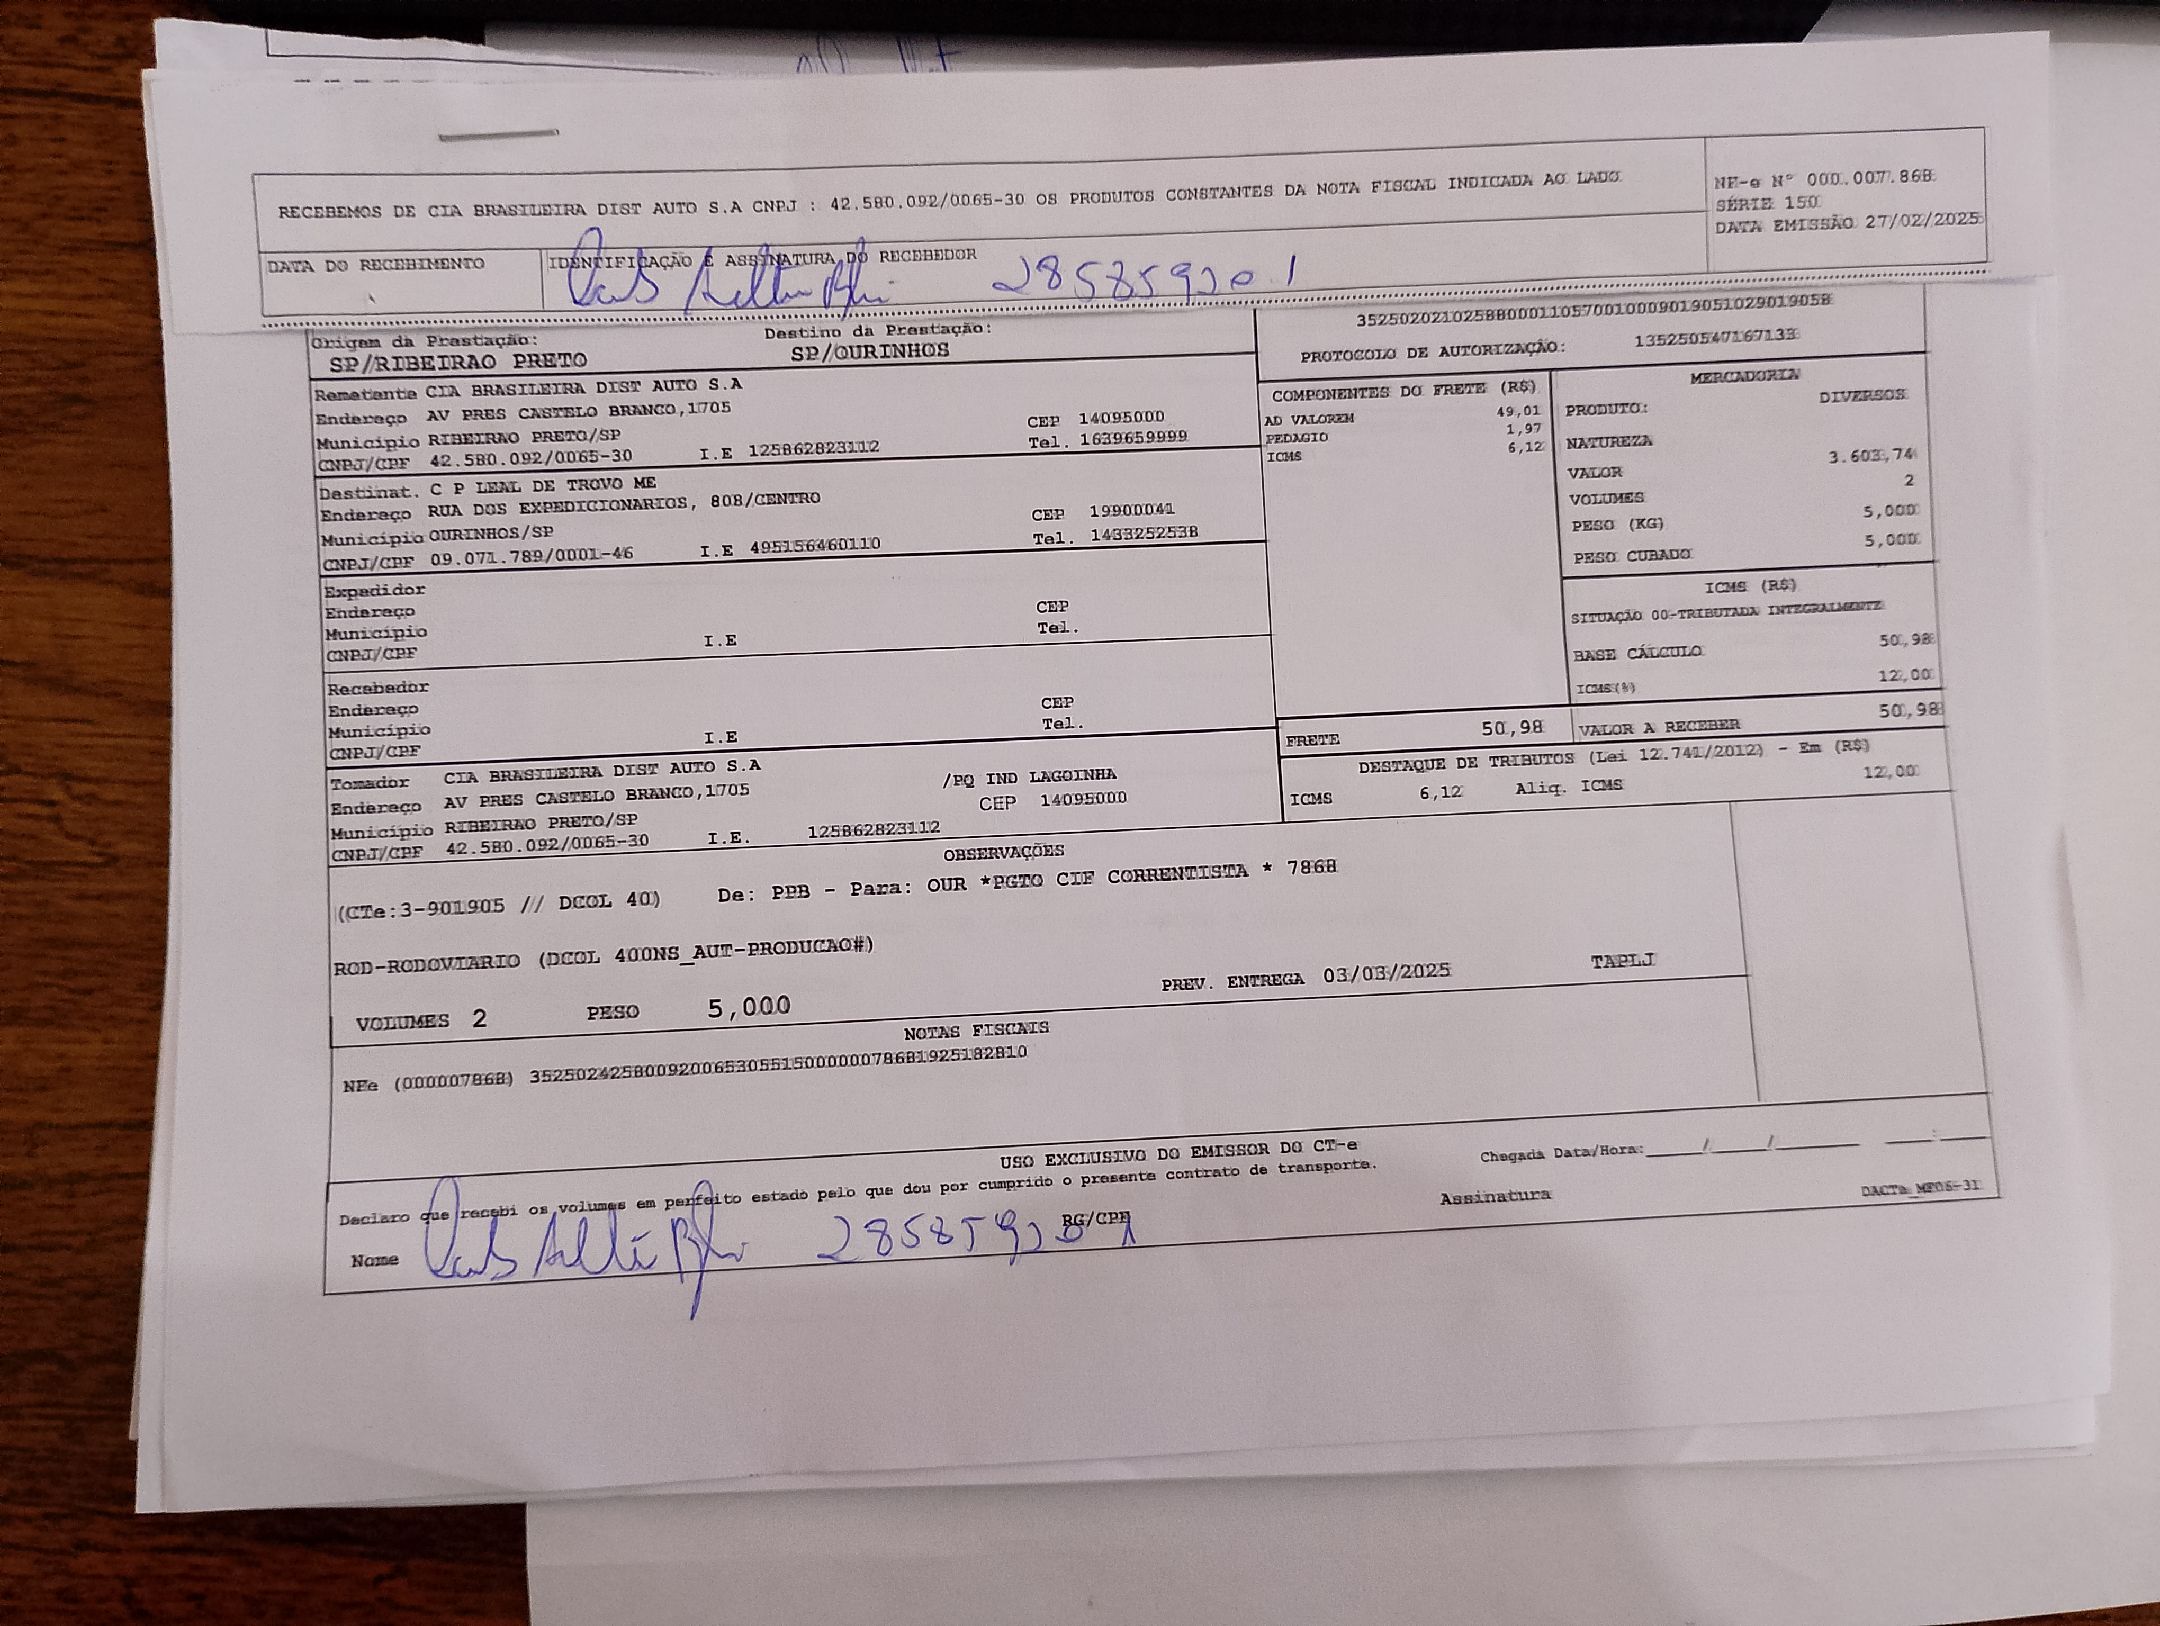 RECEBEMOS DE CIA BRASILEIRA DIST AUTO S.A CNPJ : 42.580.092/0065-30 OS PRODUTOS CONSTANTES DA NOTA FISCAL INDICADA AO LADO
NF-e Nº 000.007.868
SÉRIE 150
DATA EMISSÃO 27/02/2025
DATA DO RECEBIMENTO
IDENTIFICAÇÃO E ASSINATURA DO RECEBEDOR
Origem da Prestação:
Destino da Prestação:
SP/RIBEIRAO PRETO
SP/OURINHOS
35250202102588000110570010009019051029019058
PROTOCOLO DE AUTORIZAÇÃO: 135250547167133
Remetente CIA BRASILEIRA DIST AUTO S.A
Endereço AV PRES CASTELO BRANCO,1705
CEP 14095000
Município RIBEIRAO PRETO/SP
Tel. 1639659999
CNPJ/CPF 42.580.092/0065-30 I.E 125862823112
Destinat. C P LEAL DE TROVO ME
Endereço RUA DOS EXPEDICIONARIOS, 808/CENTRO
CEP 19900041
Município OURINHOS/SP
Tel. 1433252538
CNPJ/CPF 09.071.789/0001-46 I.E 495156460110
Expedidor
Endereço
CEP
Município
Tel.
CNPJ/CPF I.E
Recebedor
Endereço
CEP
Município
Tel.
CNPJ/CPF I.E
Tomador CIA BRASILEIRA DIST AUTO S.A
Endereço AV PRES CASTELO BRANCO,1705 /PQ IND LAGOINHA
Município RIBEIRAO PRETO/SP CEP 14095000
CNPJ/CPF 42.580.092/0065-30 I.E. 125862823112
COMPONENTES DO FRETE (R$)
AD VALOREM 49,01
PEDAGIO 1,97
ICMS 6,12
MERCADORIA
PRODUTO: DIVERSOS
NATUREZA
VALOR 3.603,74
VOLUMES 2
PESO (KG) 5,000
PESO CUBADO 5,000
ICMS (R$)
SITUAÇÃO 00-TRIBUTADA INTEGRALMENTE
BASE CÁLCULO 50,98
ICMS(%) 12,00
FRETE 50,98
VALOR A RECEBER 50,98
DESTAQUE DE TRIBUTOS (Lei 12.741/2012) - Em (R$)
ICMS 6,12 Aliq. ICMS 12,00
OBSERVAÇÕES
(CTe:3-901905 /// DCOL 40) De: PPB - Para: OUR *PGTO CIF CORRENTISTA * 7868
ROD-RODOVIARIO (DCOL 400NS_AUT-PRODUCAO#)
VOLUMES 2 PESO 5,000 PREV. ENTREGA 03/03/2025 TAPLJ
NOTAS FISCAIS
NFe (000007868) 35250242580092006530551500000078681925182810
USO EXCLUSIVO DO EMISSOR DO CT-e
Declaro que recebi os volumes em perfeito estado pelo que dou por cumprido o presente contrato de transporte.
Chegada Data/Hora:____/____/______ ____:____
Nome
RG/CPF
Assinatura